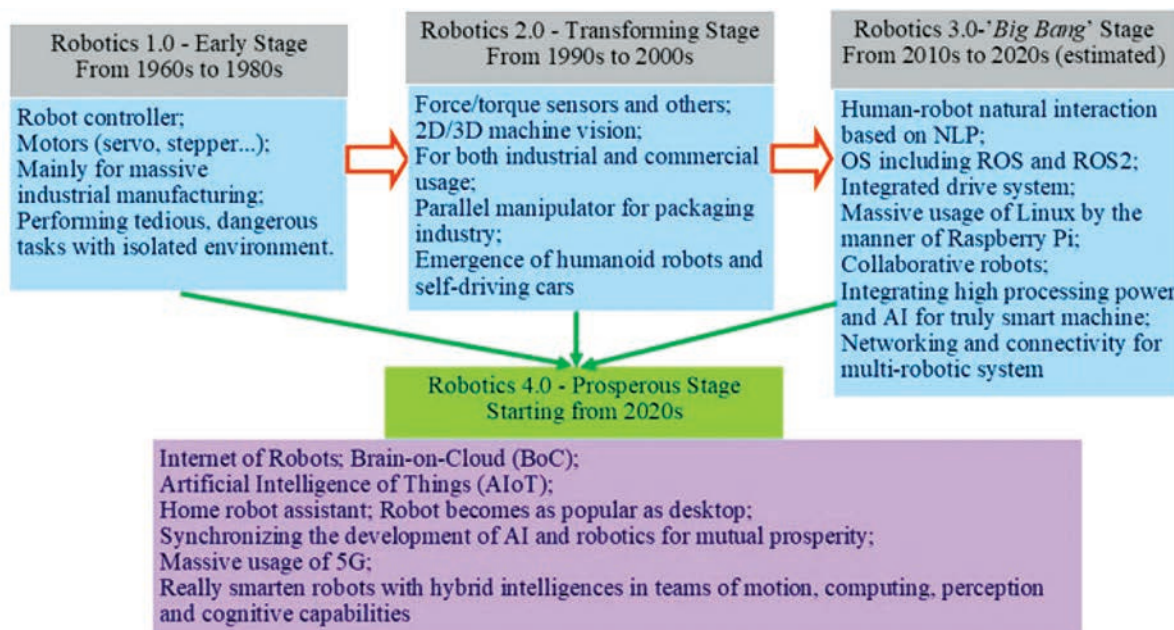 Robotics 1.0 - Early Stage
From 1960s to 1980s
Robot controller;
Motors (servo, stepper...);
Mainly for massive
industrial manufacturing;
Performing tedious, dangerous
tasks with isolated environment.
Robotics 2.0 - Transforming Stage
From 1990s to 2000s
Force/torque sensors and others;
2D/3D machine vision;
For both industrial and commercial
usage;
Parallel manipulator for packaging
industry;
Emergence of humanoid robots and
self-driving cars
Robotics 3.0-'Big Bang' Stage
From 2010s to 2020s (estimated)
Human-robot natural interaction
based on NLP;
OS including ROS and ROS2;
Integrated drive system;
Massive usage of Linux by the
manner of Raspberry Pi;
Collaborative robots;
Integrating high processing power
and AI for truly smart machine;
Networking and connectivity for
multi-robotic system
Robotics 4.0 - Prosperous Stage
Starting from 2020s
Internet of Robots; Brain-on-Cloud (BoC);
Artificial Intelligence of Things (AIoT);
Home robot assistant; Robot becomes as popular as desktop;
Synchronizing the development of AI and robotics for mutual prosperity;
Massive usage of 5G;
Really smarten robots with hybrid intelligences in teams of motion, computing, perception
and cognitive capabilities